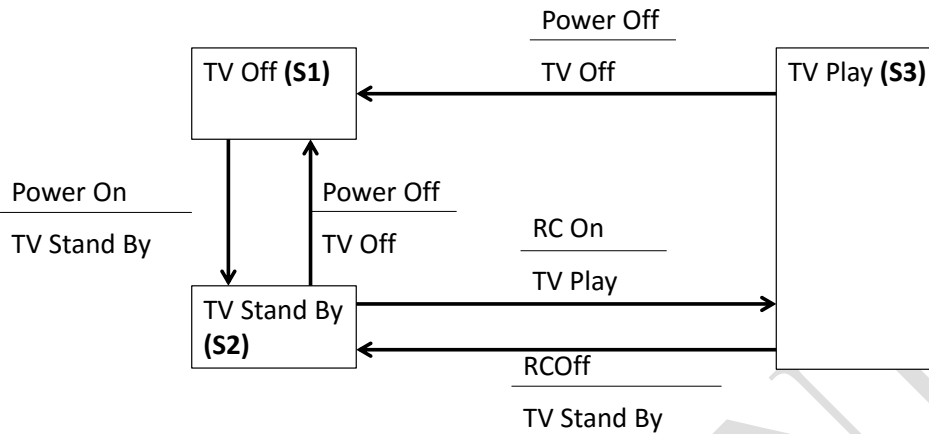 Power Off
TV Off
TV Off (S1)
TV Play (S3)
Power On
TV Stand By
Power Off
TV Off
RC On
TV Play
TV Stand By
(S2)
RCOff
TV Stand By